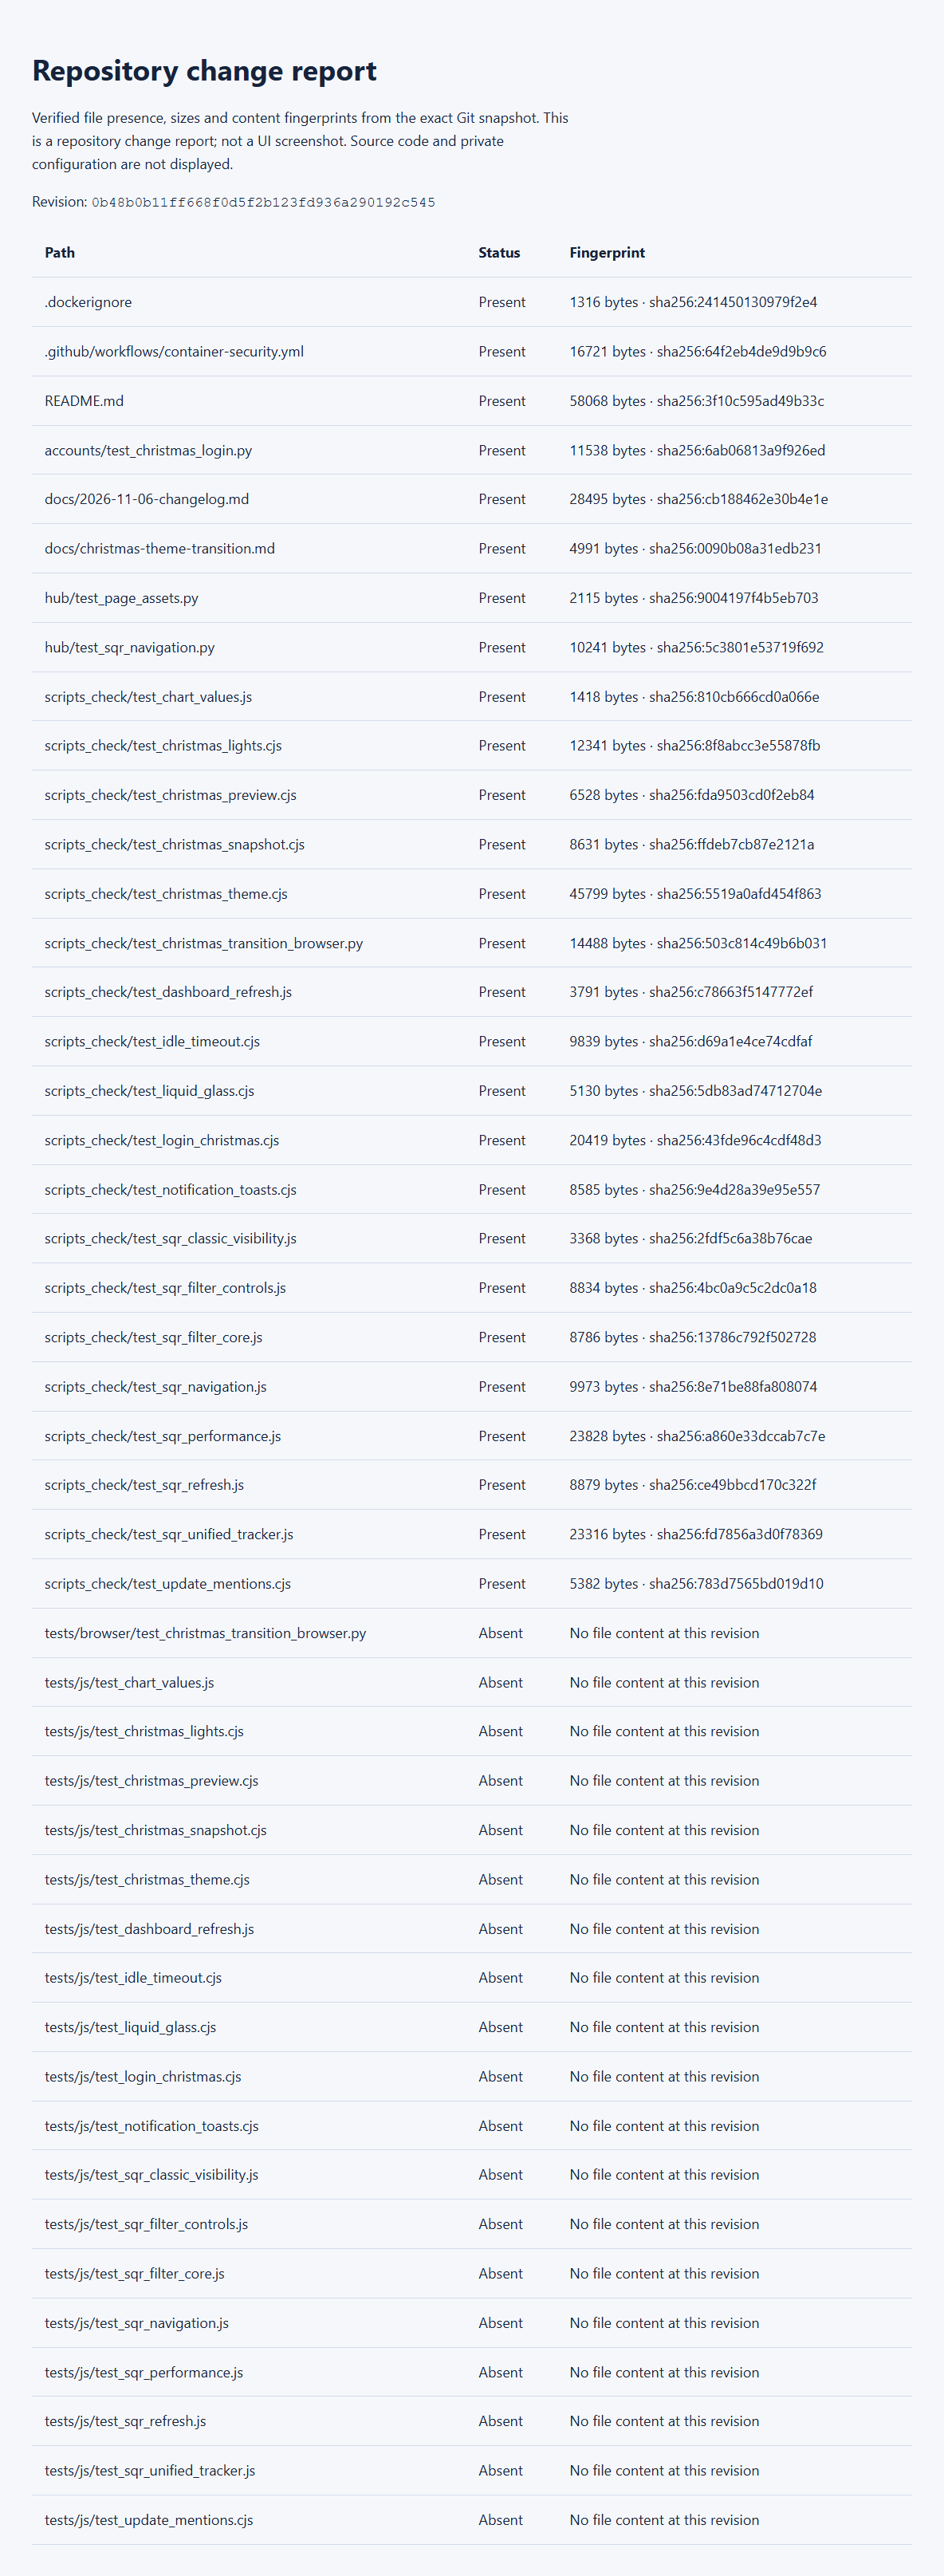 Repository change report
Verified file presence, sizes and content fingerprints from the exact Git snapshot. This
is a repository change report; not a UI screenshot. Source code and private
configuration are not displayed.
Revision: 0b48b0b11ff668f0d5f2b123fd936a290192c545
Path Status Fingerprint
.dockerignore Present 1316 bytes · sha256:241450130979f2e4
.github/workflows/container-security.yml Present 16721 bytes · sha256:64f2eb4de9d9b9c6
README.md Present 58068 bytes · sha256:3f10c595ad49b33c
accounts/test_christmas_login.py Present 11538 bytes · sha256:6ab06813a9f926ed
docs/2026-11-06-changelog.md Present 28495 bytes · sha256:cb188462e30b4e1e
docs/christmas-theme-transition.md Present 4991 bytes · sha256:0090b08a31edb231
hub/test_page_assets.py Present 2115 bytes · sha256:9004197f4b5eb703
hub/test_sqr_navigation.py Present 10241 bytes · sha256:5c3801e53719f692
scripts_check/test_chart_values.js Present 1418 bytes · sha256:810cb666cd0a066e
scripts_check/test_christmas_lights.cjs Present 12341 bytes · sha256:8f8abcc3e55878fb
scripts_check/test_christmas_preview.cjs Present 6528 bytes · sha256:fda9503cd0f2eb84
scripts_check/test_christmas_snapshot.cjs Present 8631 bytes · sha256:ffdeb7cb87e2121a
scripts_check/test_christmas_theme.cjs Present 45799 bytes · sha256:5519a0afd454f863
scripts_check/test_christmas_transition_browser.py Present 14488 bytes · sha256:503c814c49b6b031
scripts_check/test_dashboard_refresh.js Present 3791 bytes · sha256:c78663f5147772ef
scripts_check/test_idle_timeout.cjs Present 9839 bytes · sha256:d69a1e4ce74cdfaf
scripts_check/test_liquid_glass.cjs Present 5130 bytes · sha256:5db83ad74712704e
scripts_check/test_login_christmas.cjs Present 20419 bytes · sha256:43fde96c4cdf48d3
scripts_check/test_notification_toasts.cjs Present 8585 bytes · sha256:9e4d28a39e95e557
scripts_check/test_sqr_classic_visibility.js Present 3368 bytes · sha256:2fdf5c6a38b76cae
scripts_check/test_sqr_filter_controls.js Present 8834 bytes · sha256:4bc0a9c5c2dc0a18
scripts_check/test_sqr_filter_core.js Present 8786 bytes · sha256:13786c792f502728
scripts_check/test_sqr_navigation.js Present 9973 bytes · sha256:8e71be88fa808074
scripts_check/test_sqr_performance.js Present 23828 bytes · sha256:a860e33dccab7c7e
scripts_check/test_sqr_refresh.js Present 8879 bytes · sha256:ce49bbcd170c322f
scripts_check/test_sqr_unified_tracker.js Present 23316 bytes · sha256:fd7856a3d0f78369
scripts_check/test_update_mentions.cjs Present 5382 bytes · sha256:783d7565bd019d10
tests/browser/test_christmas_transition_browser.py Absent No file content at this revision
tests/js/test_chart_values.js Absent No file content at this revision
tests/js/test_christmas_lights.cjs Absent No file content at this revision
tests/js/test_christmas_preview.cjs Absent No file content at this revision
tests/js/test_christmas_snapshot.cjs Absent No file content at this revision
tests/js/test_christmas_theme.cjs Absent No file content at this revision
tests/js/test_dashboard_refresh.js Absent No file content at this revision
tests/js/test_idle_timeout.cjs Absent No file content at this revision
tests/js/test_liquid_glass.cjs Absent No file content at this revision
tests/js/test_login_christmas.cjs Absent No file content at this revision
tests/js/test_notification_toasts.cjs Absent No file content at this revision
tests/js/test_sqr_classic_visibility.js Absent No file content at this revision
tests/js/test_sqr_filter_controls.js Absent No file content at this revision
tests/js/test_sqr_filter_core.js Absent No file content at this revision
tests/js/test_sqr_navigation.js Absent No file content at this revision
tests/js/test_sqr_performance.js Absent No file content at this revision
tests/js/test_sqr_refresh.js Absent No file content at this revision
tests/js/test_sqr_unified_tracker.js Absent No file content at this revision
tests/js/test_update_mentions.cjs Absent No file content at this revision